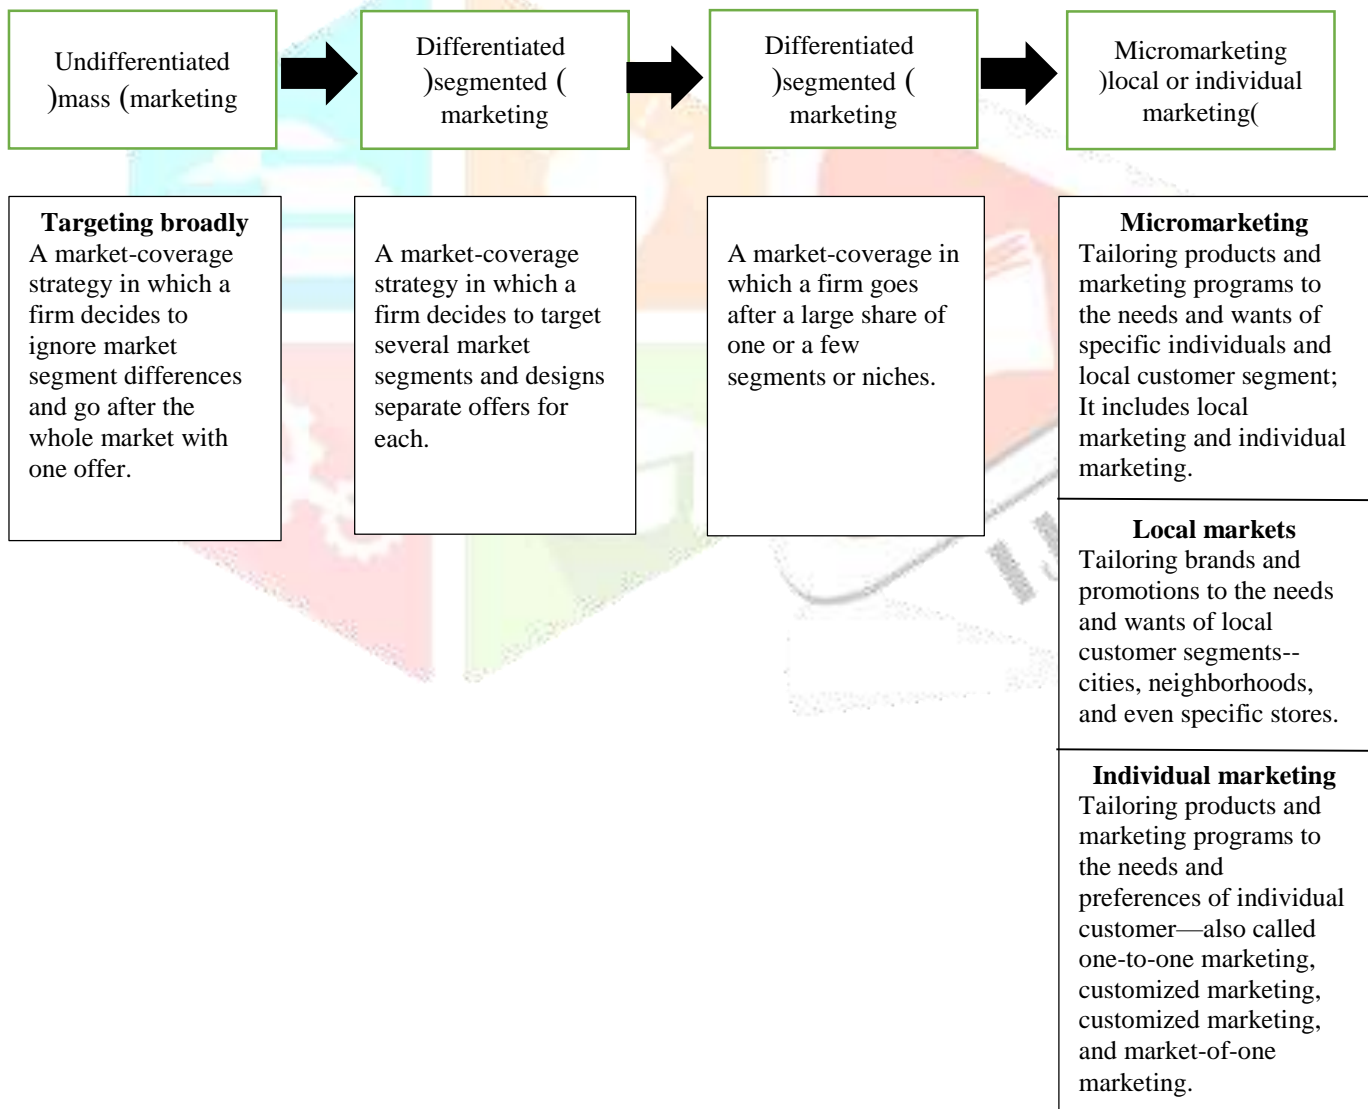 Undifferentiated
)mass (marketing
Differentiated
)segmented (
marketing
Differentiated
)segmented (
marketing
Micromarketing
)local or individual
marketing(
Targeting broadly
A market-coverage
strategy in which a
firm decides to
ignore market
segment differences
and go after the
whole market with
one offer.
A market-coverage
strategy in which a
firm decides to target
several market
segments and designs
separate offers for
each.
A market-coverage in
which a firm goes
after a large share of
one or a few
segments or niches.
Micromarketing
Tailoring products and
marketing programs to
the needs and wants of
specific individuals and
local customer segment;
It includes local
marketing and individual
marketing.
Local markets
Tailoring brands and
promotions to the needs
and wants of local
customer segments--
cities, neighborhoods,
and even specific stores.
Individual marketing
Tailoring products and
marketing programs to
the needs and
preferences of individual
customer—also called
one-to-one marketing,
customized marketing,
customized marketing,
and market-of-one
marketing.